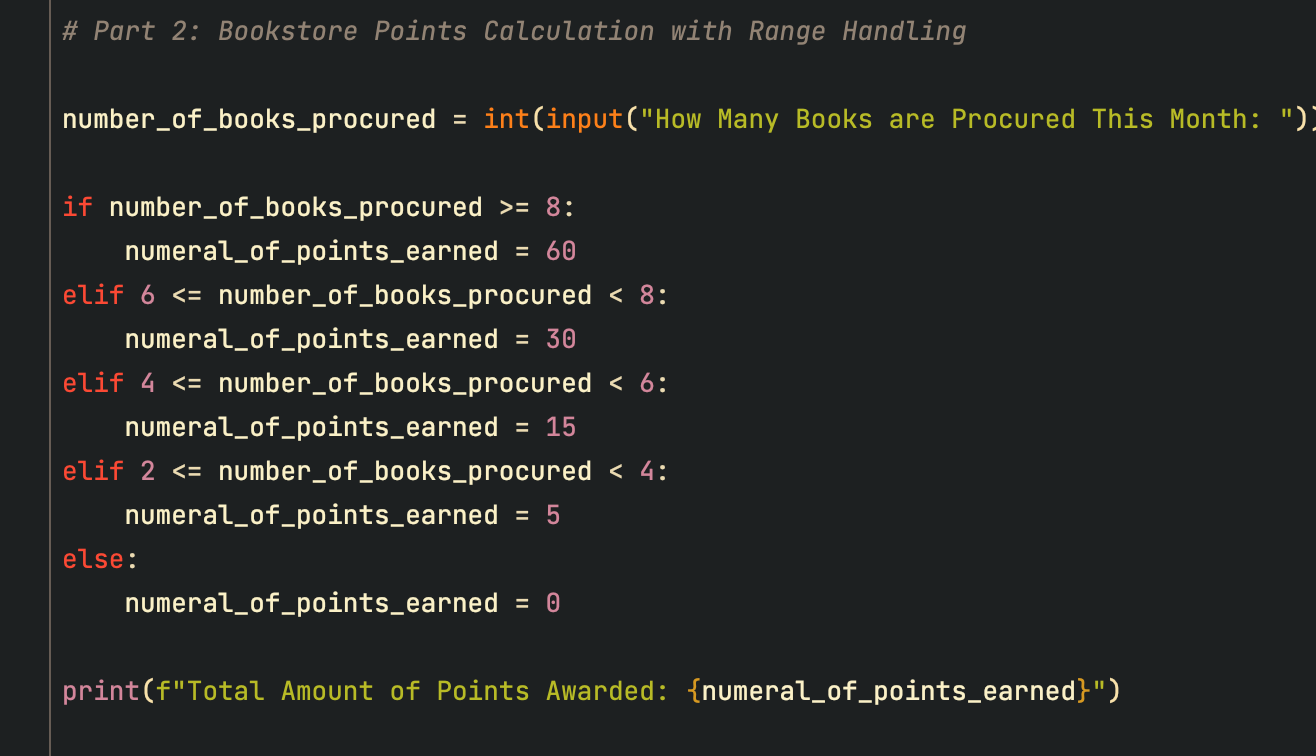 # Part 2: Bookstore Points Calculation with Range Handling
number_of_books_procured = int(input("How Many Books are Procured This Month: "))
if number_of_books_procured >= 8:
numeral_of_points_earned = 60
elif 6 <= number_of_books_procured < 8:
numeral_of_points_earned = 30
elif 4 <= number_of_books_procured < 6:
numeral_of_points_earned = 15
elif 2 <= number_of_books_procured < 4:
numeral_of_points_earned = 5
else:
numeral_of_points_earned = 0
print(f"Total Amount of Points Awarded: {numeral_of_points_earned}")